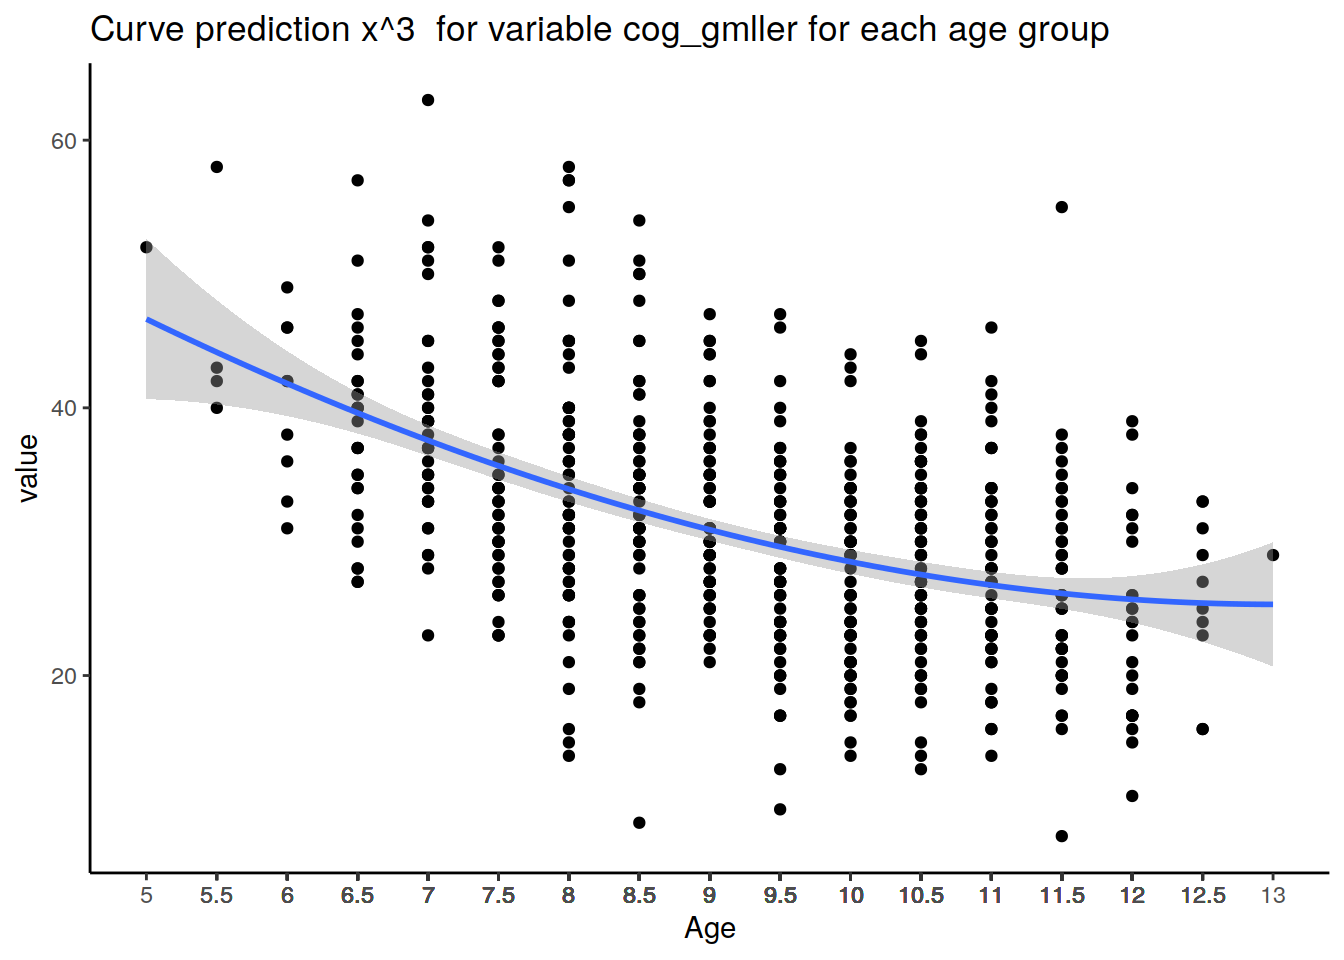 Curve prediction x^3  for variable cog_gmller for each age group
value
60
40
20
5 5.5 6 6.5 7 7.5 8 8.5 9 9.5 10 10.5 11 11.5 12 12.5 13
Age